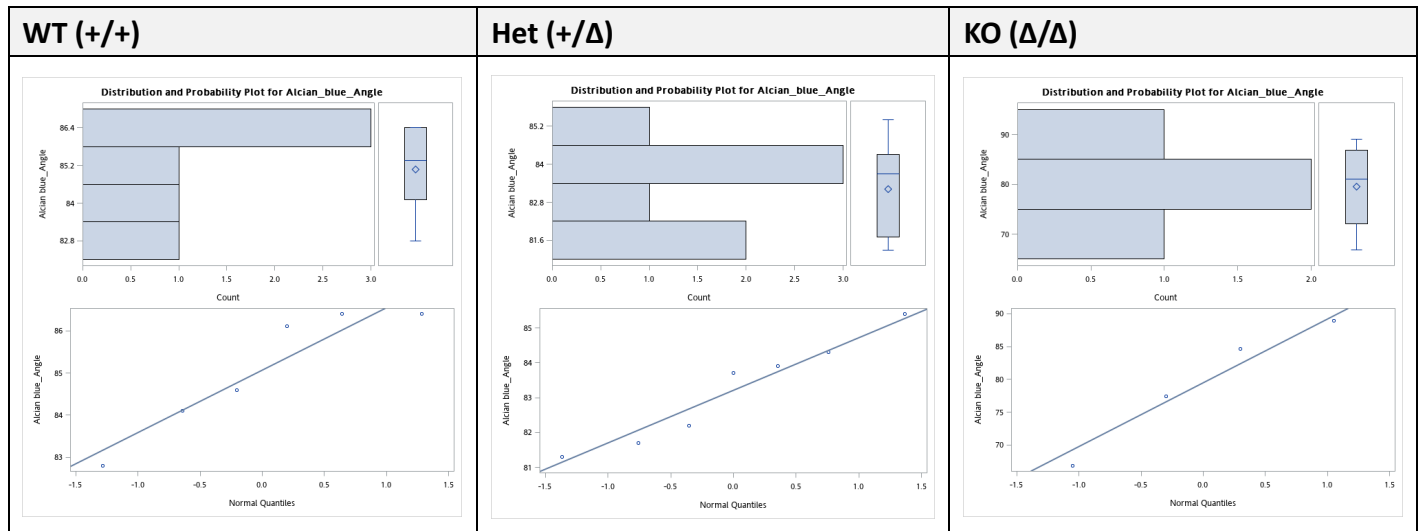 WT (+/+)
Het (+/Δ)
KO (Δ/Δ)
Distribution and Probability Plot for Alcian_blue_Angle
86.4
85.2
84
82.8
Alcian blue_Angle
0.0 0.5 1.0 1.5 2.0 2.5 3.0
Count
86
85
84
83
Alcian blue_Angle
-1.5 -1.0 -0.5 0.0 0.5 1.0 1.5
Normal Quantiles
Distribution and Probability Plot for Alcian_blue_Angle
85.2
84
82.8
81.6
Alcian blue_Angle
0.0 0.5 1.0 1.5 2.0 2.5 3.0
Count
85
84
83
82
81
Alcian blue_Angle
-1.5 -1.0 -0.5 0.0 0.5 1.0 1.5
Normal Quantiles
Distribution and Probability Plot for Alcian_blue_Angle
90
80
70
Alcian blue_Angle
0.0 0.5 1.0 1.5 2.0
Count
90
85
80
75
70
Alcian blue_Angle
-1.5 -1.0 -0.5 0.0 0.5 1.0 1.5
Normal Quantiles